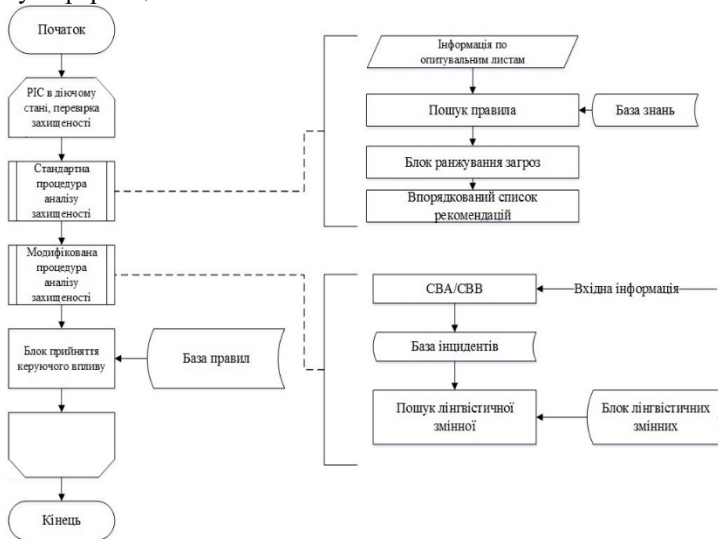 Початок
РІС в діючому
стані, перевірка
захищеності
Стандартна
процедура
аналізу
захищеності
Модифікована
процедура
аналізу
захищеності
Блок прийняття
керуючого впливу
База правил
Кінець
Інформація по
опитувальним листам
Пошук правила
База знань
Блок ранжування загроз
Впорядкований список
рекомендацій
СВА/СВВ
Вхідна інформація
База інцидентів
Пошук лінгвістичної
змінної
Блок лінгвістичних
змінних